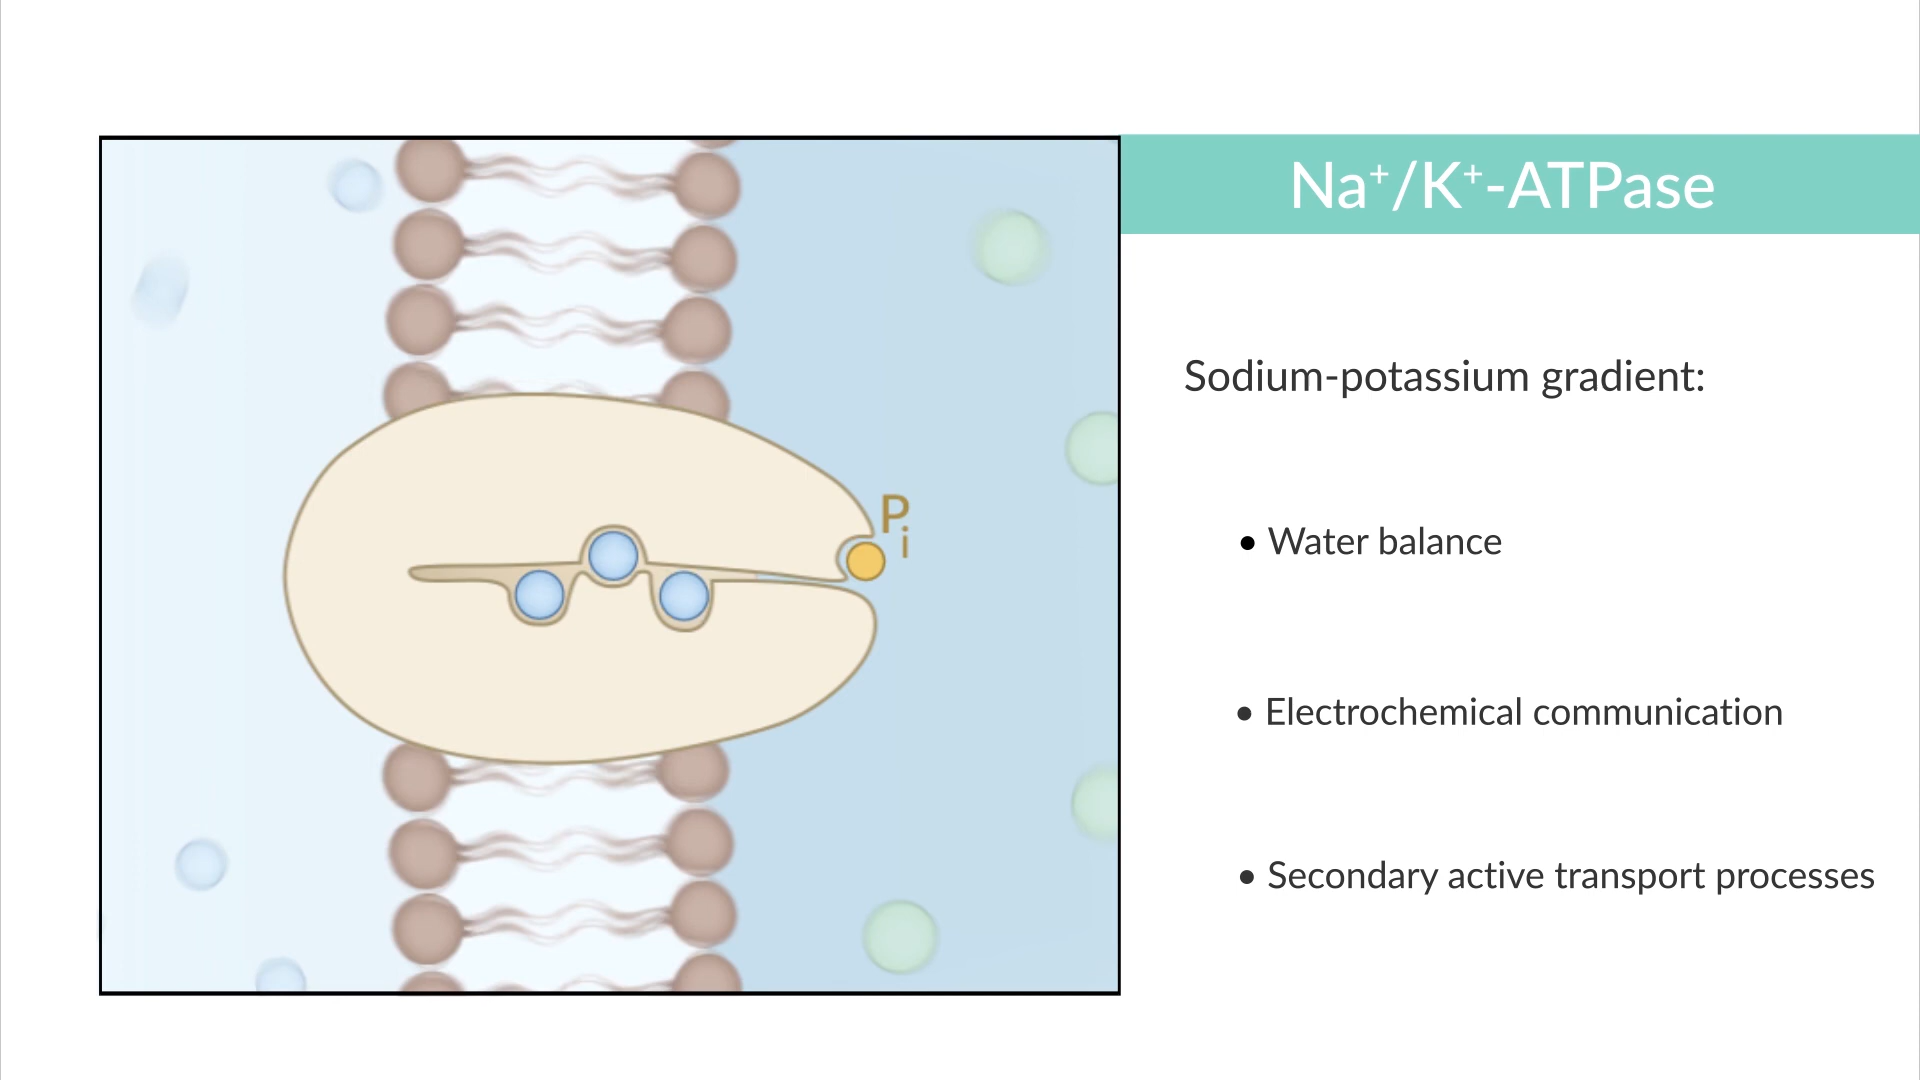 Na⁺/K⁺-ATPase
Sodium-potassium gradient:
Pᵢ
• Water balance
• Electrochemical communication
• Secondary active transport processes